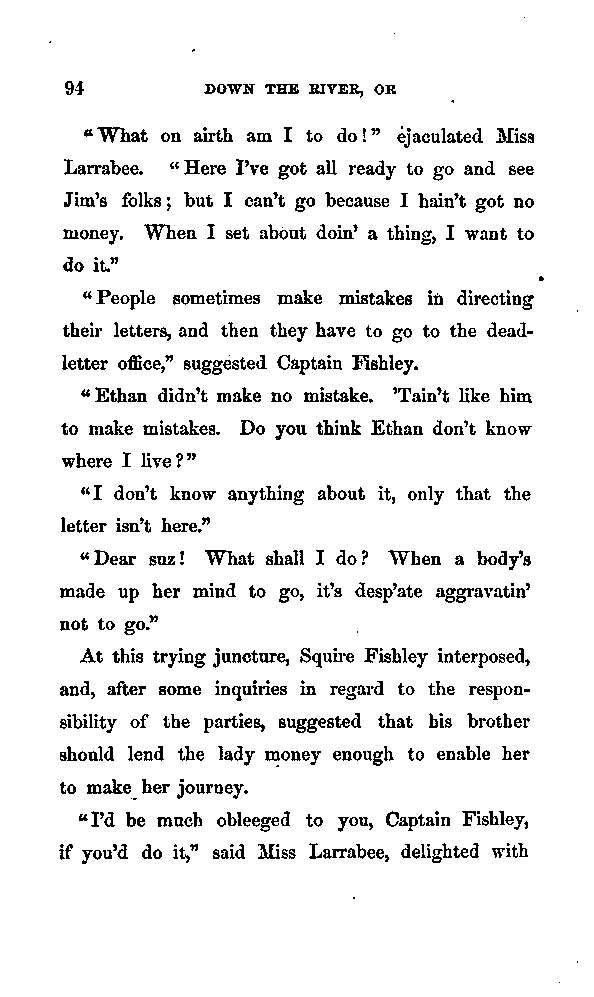 94 DOWN THE RIVER, OR
“What on airth am I to do!” ejaculated Miss
Larrabee. “Here I’ve got all ready to go and see
Jim’s folks; but I can’t go because I hain’t got no
money. When I set about doin’ a thing, I want to
do it.”
“People sometimes make mistakes in directing
their letters, and then they have to go to the dead-
letter office,” suggested Captain Fishley.
“Ethan didn’t make no mistake. ’Tain’t like him
to make mistakes. Do you think Ethan don’t know
where I live?”
“I don’t know anything about it, only that the
letter isn’t here.”
“Dear suz! What shall I do? When a body’s
made up her mind to go, it’s desp’ate aggravatin’
not to go.”
At this trying juncture, Squire Fishley interposed,
and, after some inquiries in regard to the respon-
sibility of the parties, suggested that his brother
should lend the lady money enough to enable her
to make her journey.
“I’d be much obleeged to you, Captain Fishley,
if you’d do it,” said Miss Larrabee, delighted with